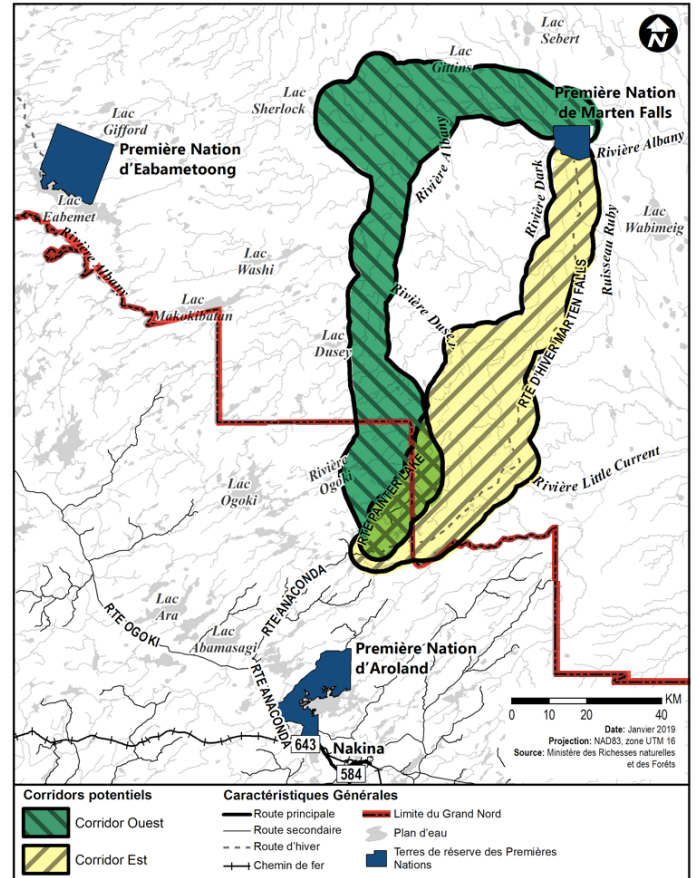 Lac
Sebert
N
Lac
Gittins
Lac
Sherlock
Première Nation
de Marten Falls
Lac
Gifford
Première Nation
d'Eabametoong
Rivière Albany
Rivière Albany
Rivière Dark
Lac
Eabemet
Lac
Wabimeig
Ruisseau Ruby
Rivière Albany
Lac
Washi
Lac
Makokibatan
Rivière Dusey
Lac
Dusey
RTE D'HIVER MARTEN FALLS
Rivière
Ogoki
RTE PAINTER LAKE
Rivière Little Current
Lac
Ogoki
RTE ANACONDA
Lac
Ara
RTE OGOKI
Lac
Abamasagi
Première Nation
d'Aroland
RTE ANACONDA
KM
0 10 20 40
Date: Janvier 2019
Projection: NAD83, zone UTM 16
Source: Ministère des Richesses naturelles
et des Forêts
643
Nakina
584
Corridors potentiels
Corridor Ouest
Corridor Est
Caractéristiques Générales
Route principale
Route secondaire
Route d'hiver
Chemin de fer
Limite du Grand Nord
Plan d'eau
Terres de réserve des Premières
Nations